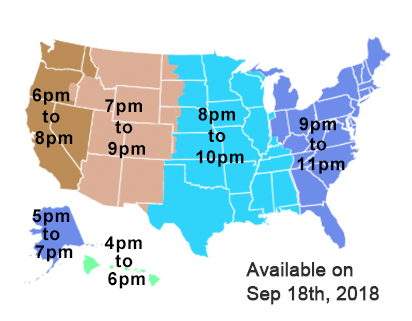 6pm
to
8pm
7pm
to
9pm
8pm
to
10pm
9pm
to
11pm
5pm
to
7pm
4pm
to
6pm
Available on
Sep 18th, 2018